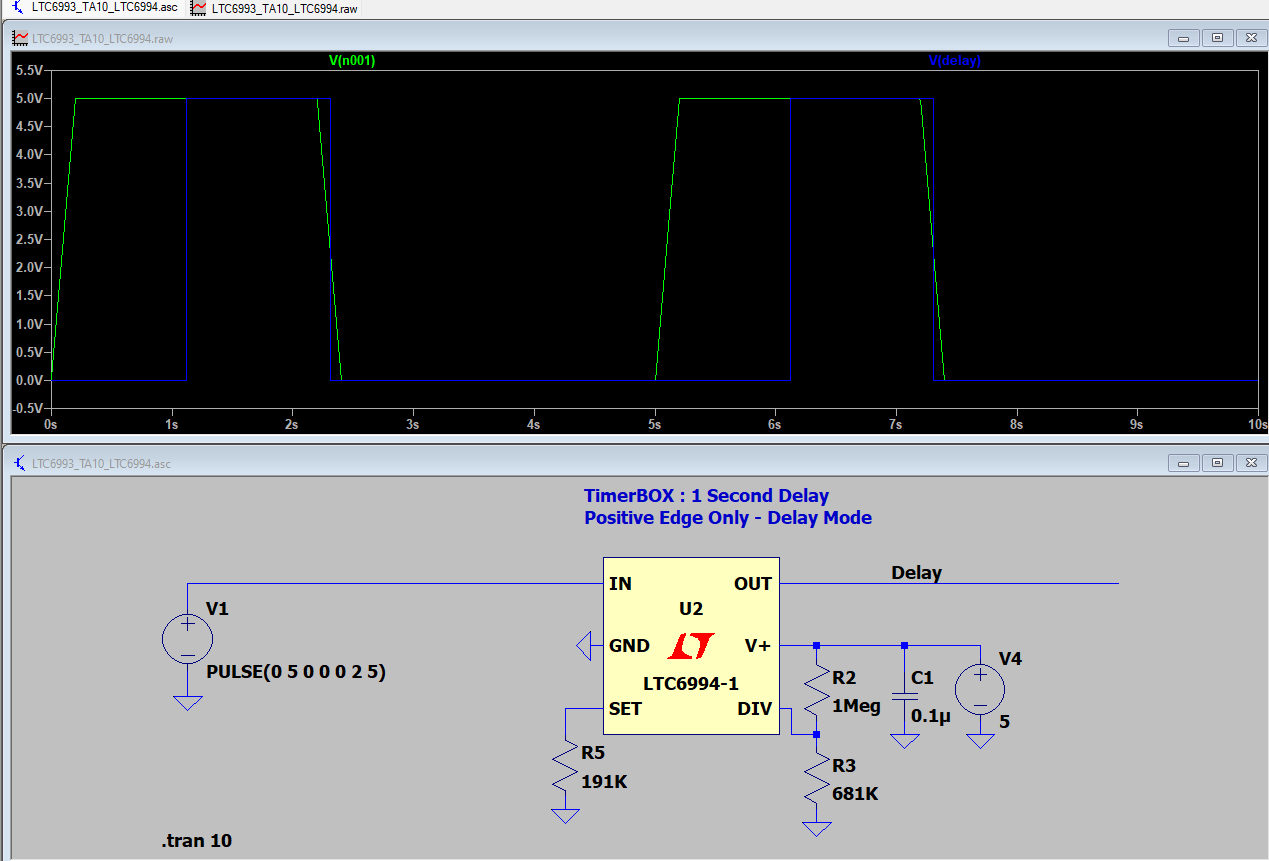 LTC6993_TA10_LTC6994.asc LTC6993_TA10_LTC6994.raw
LTC6993_TA10_LTC6994.raw
V(n001) V(delay)
5.5V
5.0V
4.5V
4.0V
3.5V
3.0V
2.5V
2.0V
1.5V
1.0V
0.5V
0.0V
-0.5V
0s 1s 2s 3s 4s 5s 6s 7s 8s 9s 10s
LTC6993_TA10_LTC6994.asc
TimerBOX : 1 Second Delay
Positive Edge Only - Delay Mode
Delay
IN OUT
V1 U2
GND V+
PULSE(0 5 0 0 0 2 5)
LTC6994-1
SET DIV
R2
1Meg
C1
0.1µ
V4
5
R5
191K
R3
681K
.tran 10